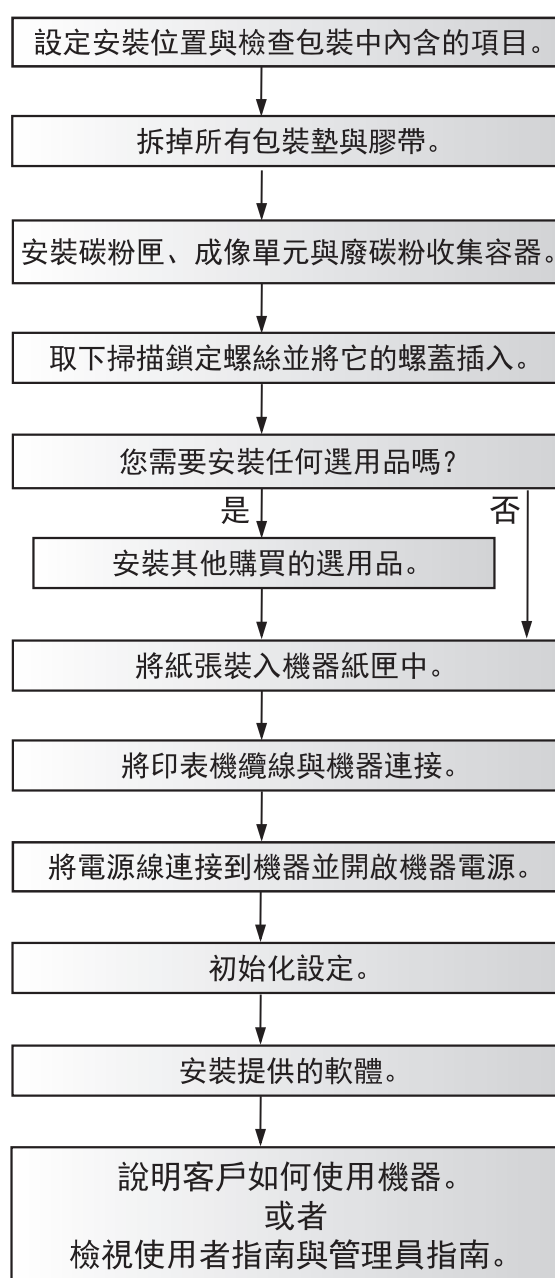 設定安裝位置與檢查包裝中內含的項目。
拆掉所有包裝墊與膠帶。
安裝碳粉匣、成像單元與廢碳粉收集容器。
取下掃描鎖定螺絲並將它的螺蓋插入。
您需要安裝任何選用品嗎?
是
否
安裝其他購買的選用品。
將紙張裝入機器紙匣中。
將印表機纜線與機器連接。
將電源線連接到機器並開啟機器電源。
初始化設定。
安裝提供的軟體。
說明客戶如何使用機器。
或者
檢視使用者指南與管理員指南。